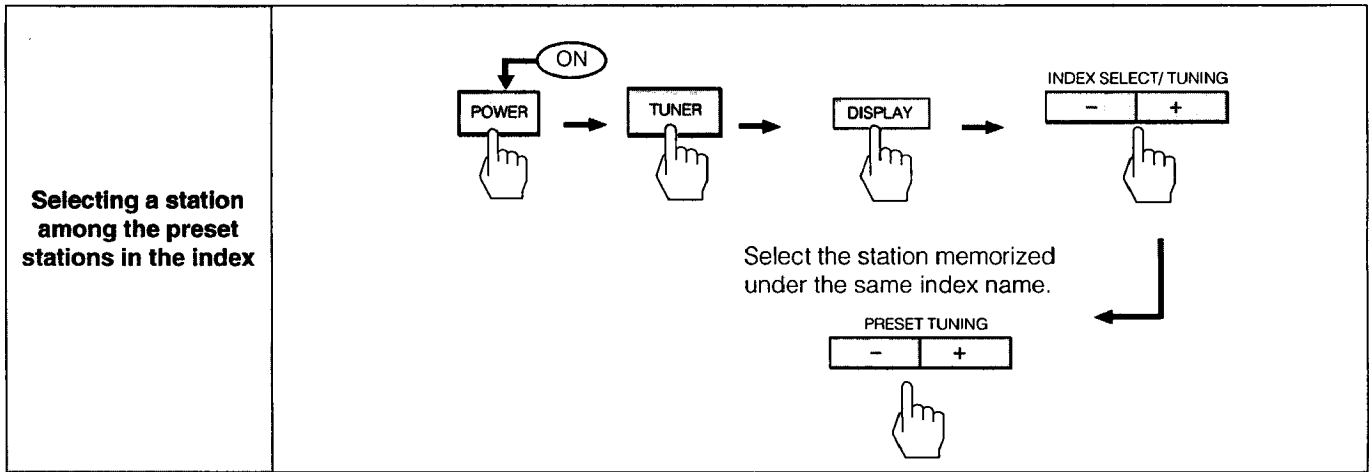 Selecting a station
among the preset
stations in the index
ON
POWER
TUNER
DISPLAY
INDEX SELECT/ TUNING
− +
Select the station memorized
under the same index name.
PRESET TUNING
− +